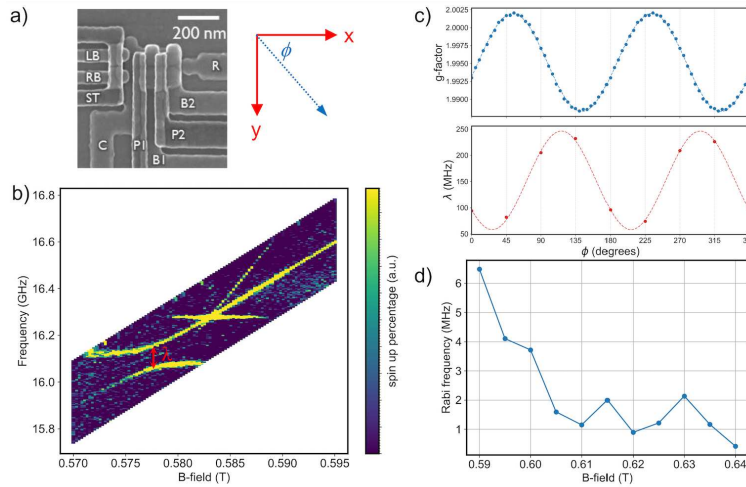 a)
200 nm
LB
RB
ST
C
P1
B1
P2
B2
R
x
y
ϕ
b)
Frequency (GHz)
16.8
16.6
16.4
16.2
16.0
15.8
λ
0.570 0.575 0.580 0.585 0.590 0.595
B-field (T)
spin up percentage (a.u.)
c)
g-factor
2.0025
2.000
1.9975
1.9950
1.9925
1.9900
λ
(MHz)
250
200
150
100
50
0 45 90 135 180 225 270 315
ϕ (degrees)
d)
Rabi frequency (MHz)
6
5
4
3
2
1
0.59 0.60 0.61 0.62 0.63 0.64
B-field (T)